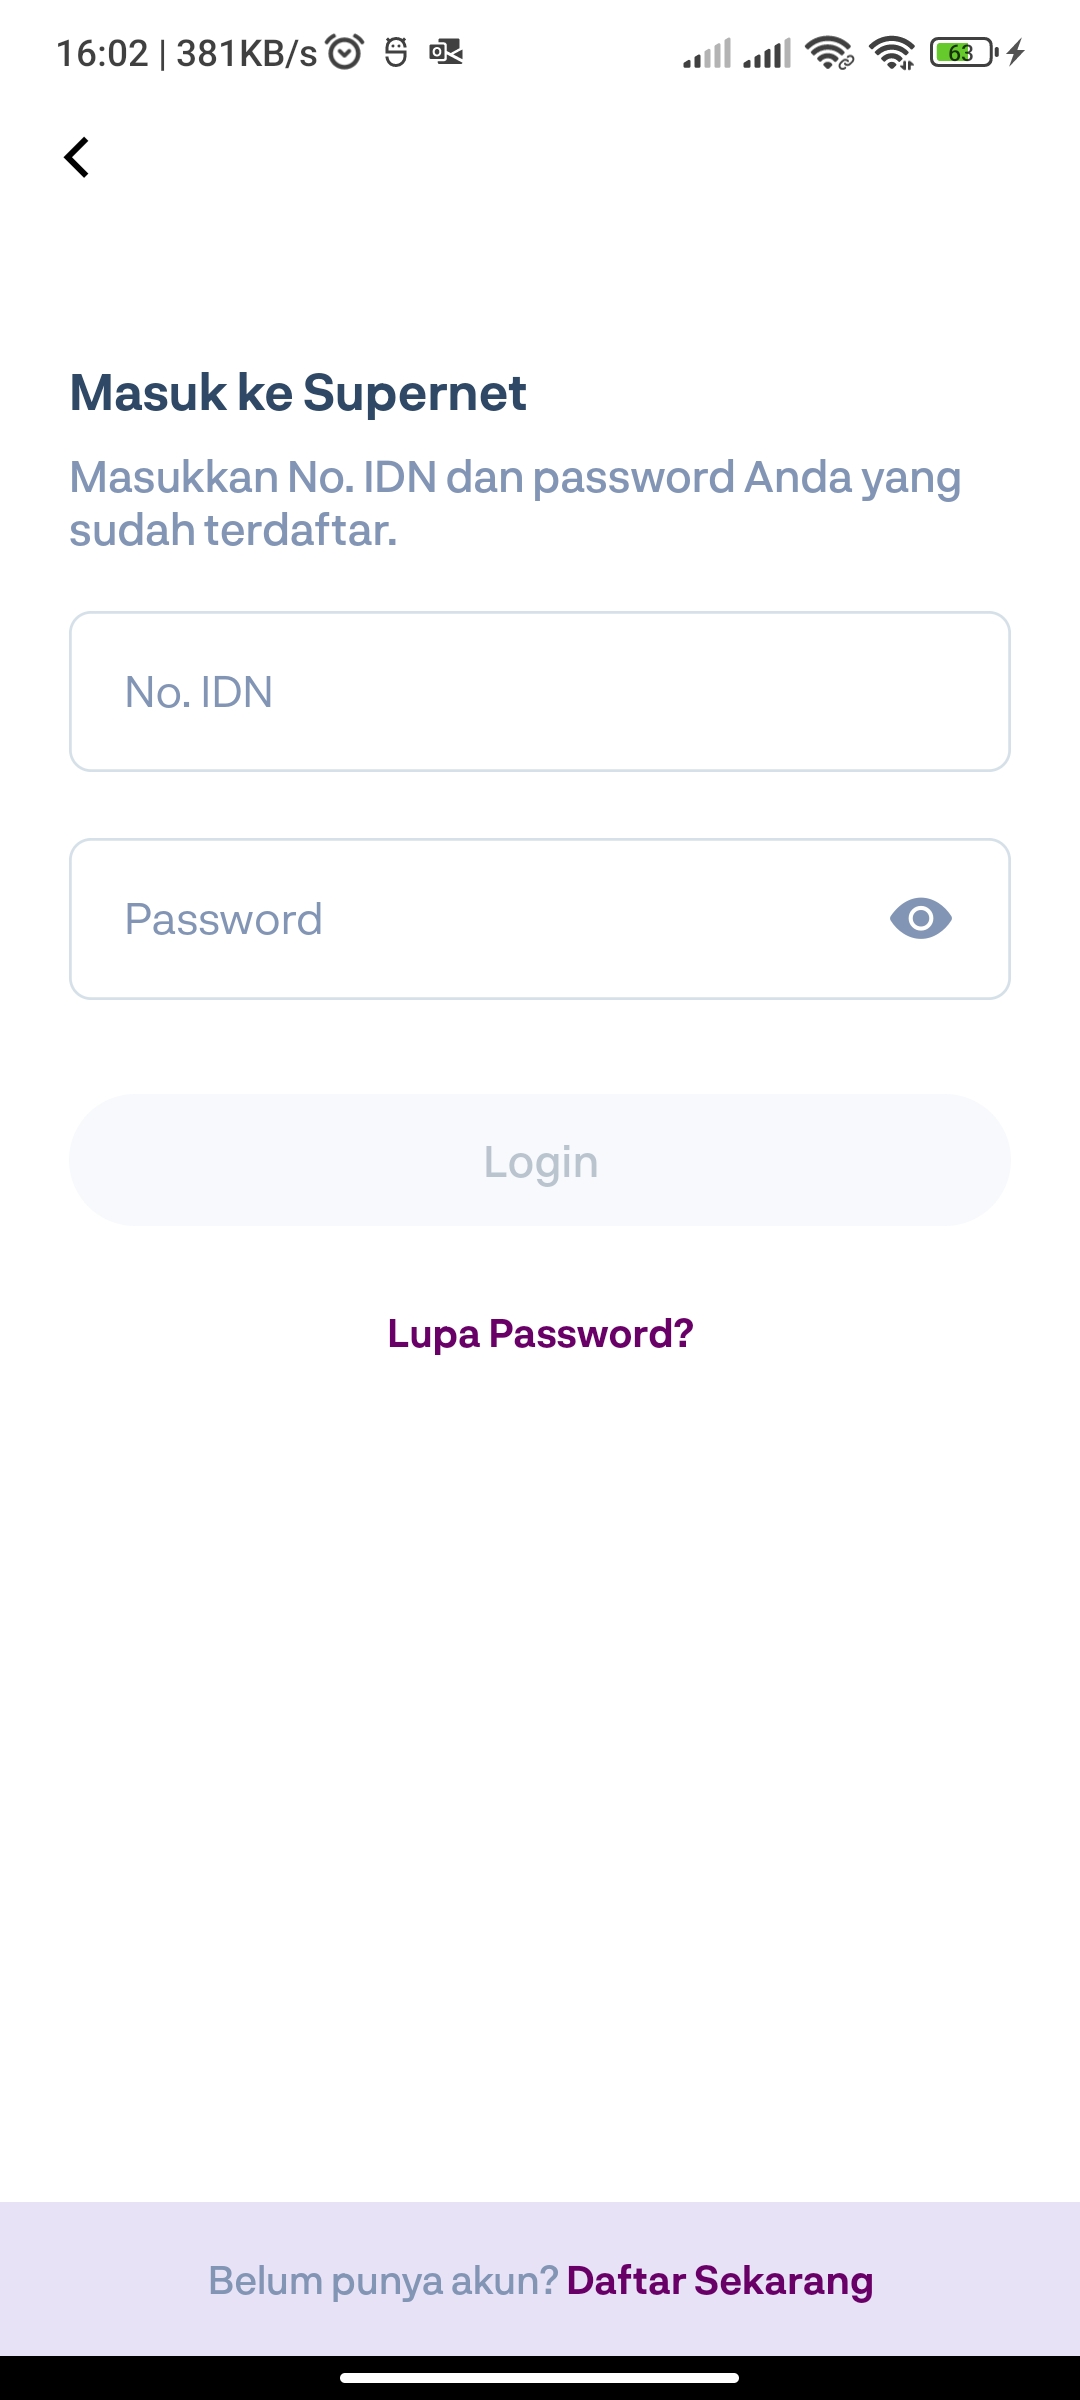 16:02 | 381KB/s
63
Masuk ke Supernet
Masukkan No. IDN dan password Anda yang
sudah terdaftar.
No. IDN
Password
Login
Lupa Password?
Belum punya akun? Daftar Sekarang